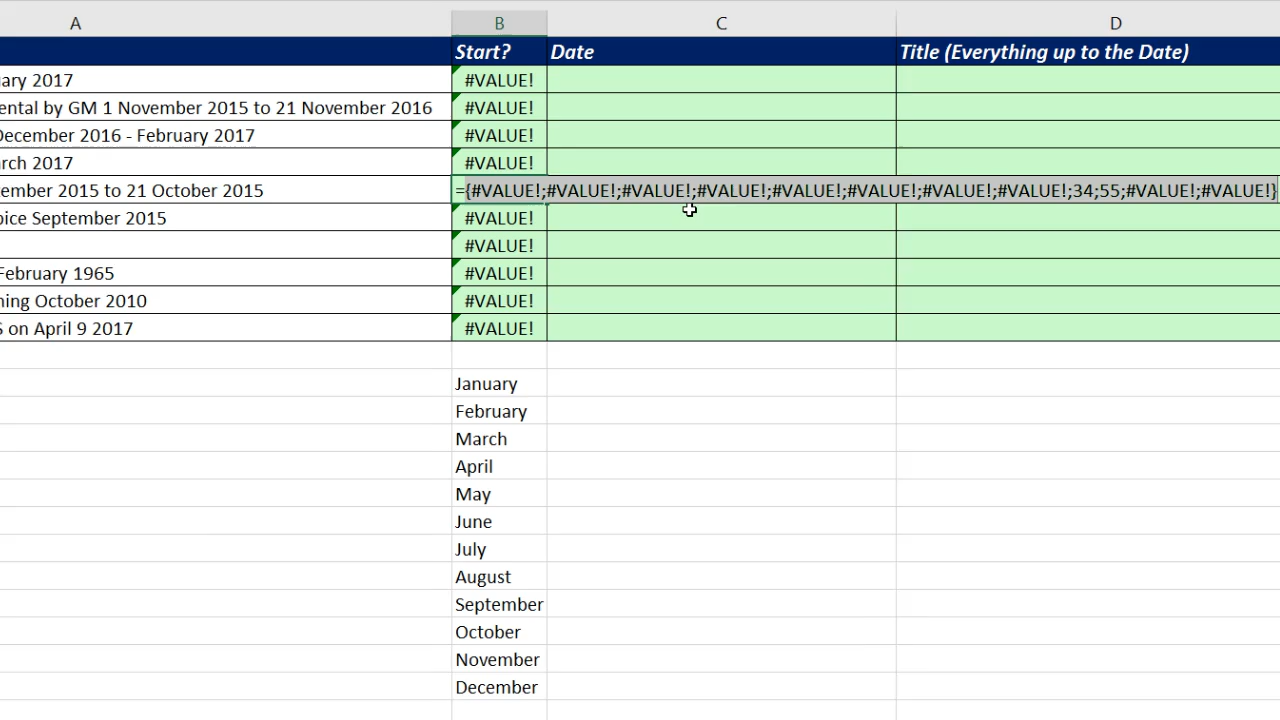 A B C D
Start? Date Title (Everything up to the Date)
ary 2017 #VALUE!
ental by GM 1 November 2015 to 21 November 2016 #VALUE!
December 2016 - February 2017 #VALUE!
rch 2017 #VALUE!
tember 2015 to 21 October 2015 ={#VALUE!;#VALUE!;#VALUE!;#VALUE!;#VALUE!;#VALUE!;#VALUE!;#VALUE!;34;55;#VALUE!;#VALUE!}
oice September 2015 #VALUE!
#VALUE!
February 1965 #VALUE!
ning October 2010 #VALUE!
S on April 9 2017 #VALUE!
January
February
March
April
May
June
July
August
September
October
November
December